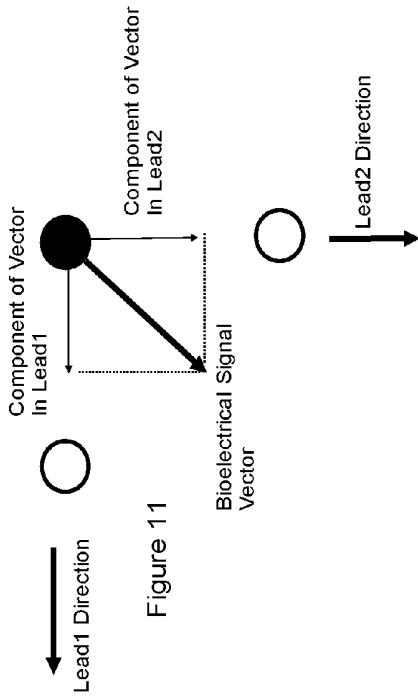 Component of Vector
In Lead1
Component of Vector
In Lead2
Bioelectrical Signal
Vector
Lead1 Direction
Lead2 Direction
Figure 11